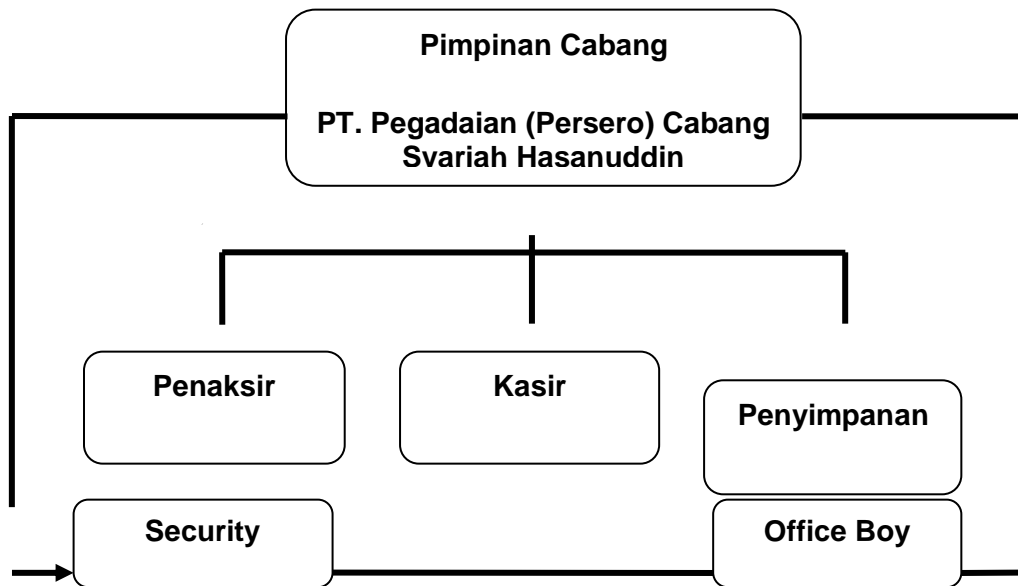 Pimpinan Cabang
PT. Pegadaian (Persero) Cabang
Svariah Hasanuddin
Penaksir
Kasir
Penyimpanan
Security
Office Boy